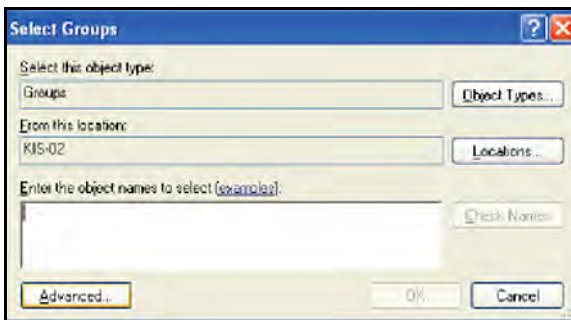 Select Groups
Select this object type:
Groups
Object Types...
From this location:
KJS-02
Locations...
Enter the object names to select (examples):
Check Names
Advanced...
OK
Cancel